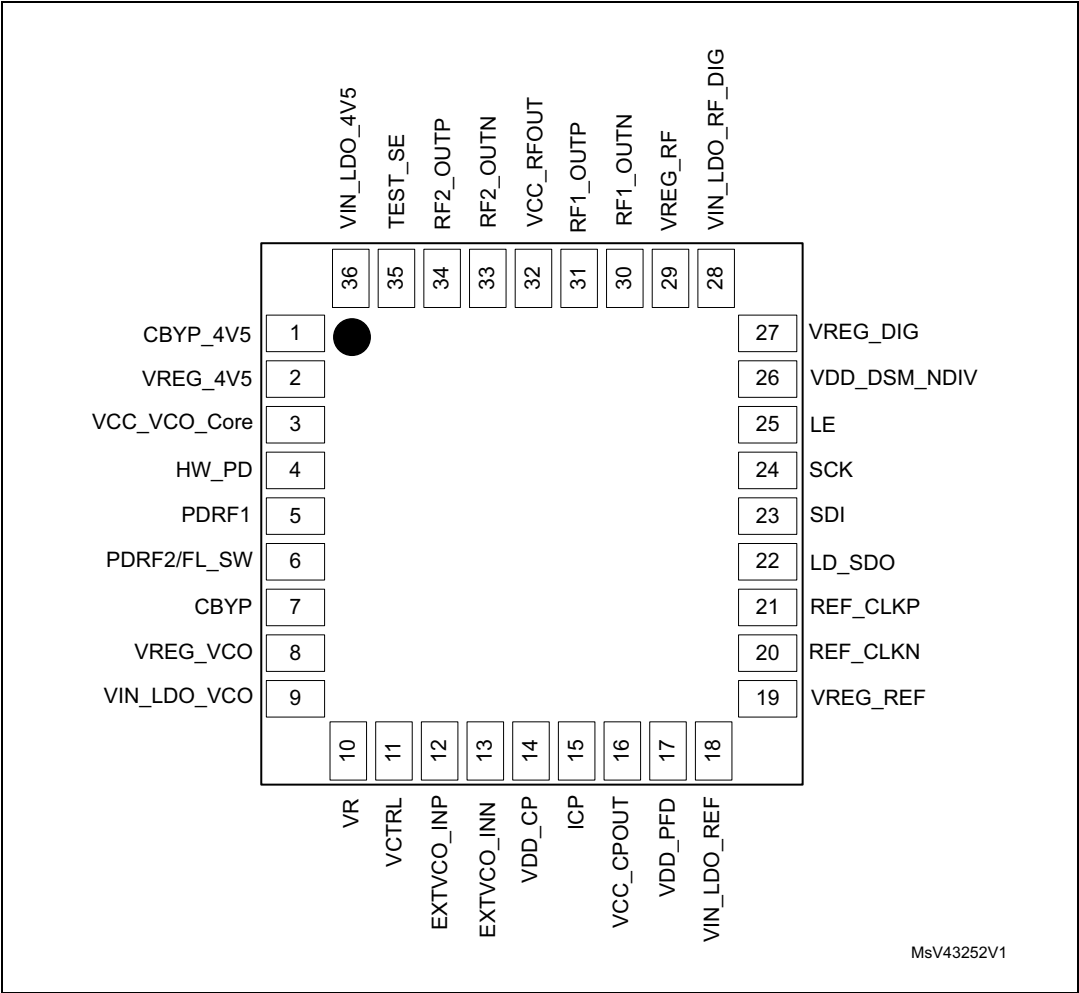 VIN_LDO_4V5
TEST_SE
RF2_OUTP
RF2_OUTN
VCC_RFOUT
RF1_OUTP
RF1_OUTN
VREG_RF
VIN_LDO_RF_DIG
36
35
34
33
32
31
30
29
28
CBYP_4V5 1
VREG_4V5 2
VCC_VCO_Core 3
HW_PD 4
PDRF1 5
PDRF2/FL_SW 6
CBYP 7
VREG_VCO 8
VIN_LDO_VCO 9
27 VREG_DIG
26 VDD_DSM_NDIV
25 LE
24 SCK
23 SDI
22 LD_SDO
21 REF_CLKP
20 REF_CLKN
19 VREG_REF
10
11
12
13
14
15
16
17
18
VR
VCTRL
EXTVCO_INP
EXTVCO_INN
VDD_CP
ICP
VCC_CPOUT
VDD_PFD
VIN_LDO_REF
MsV43252V1